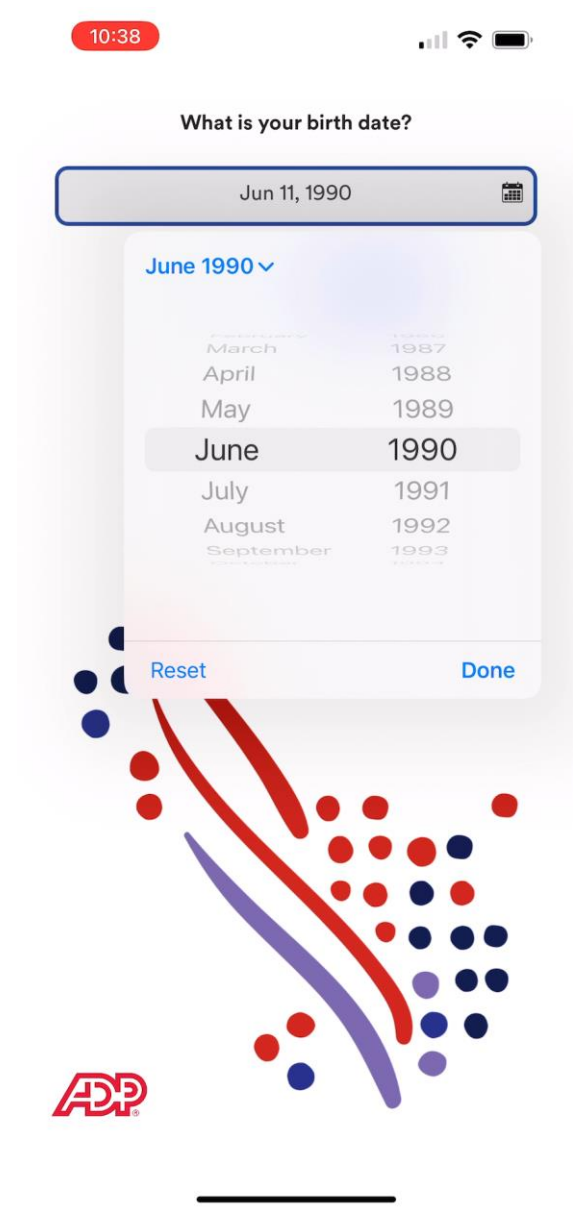 10:38
What is your birth date?
Jun 11, 1990
June 1990
March 1987
April 1988
May 1989
June 1990
July 1991
August 1992
September 1993
Reset Done
ADP